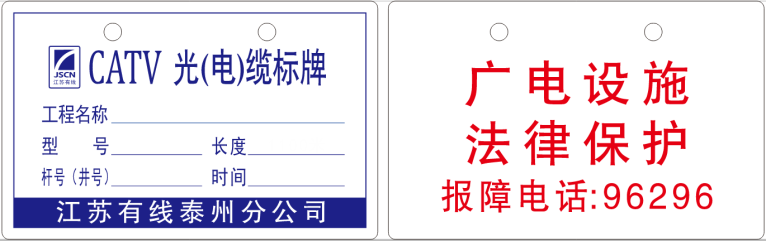 JSCN
江苏有线
CATV 光(电)缆标牌
工程名称
型 号 长度
杆号(井号) 时间
江苏有线泰州分公司
广电设施
法律保护
报障电话:96296